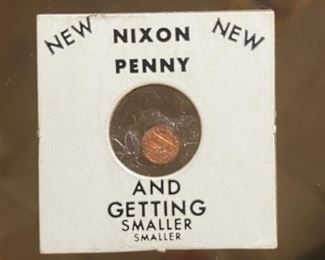 NEW NIXON NEW
PENNY
AND
GETTING
SMALLER
SMALLER